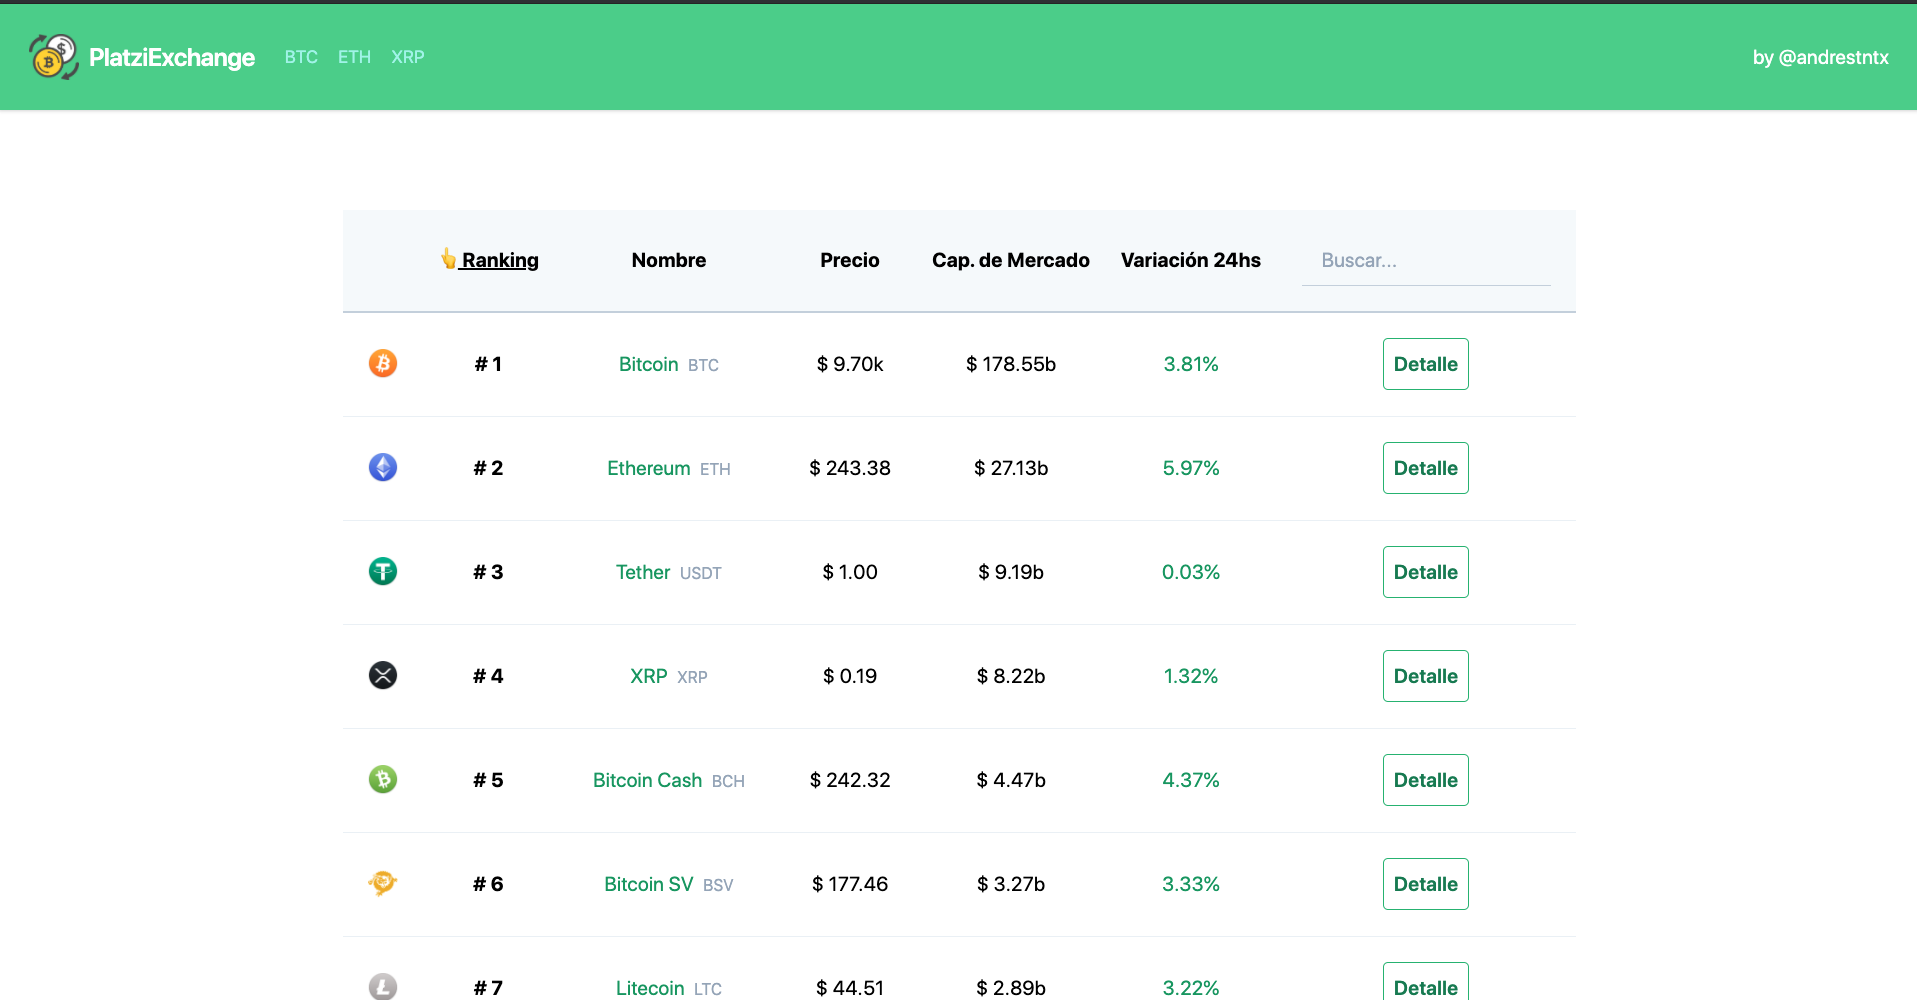 PlatziExchange BTC ETH XRP by @andrestntx
👆 Ranking Nombre Precio Cap. de Mercado Variación 24hs Buscar...
# 1 Bitcoin BTC $ 9.70k $ 178.55b 3.81% Detalle
# 2 Ethereum ETH $ 243.38 $ 27.13b 5.97% Detalle
# 3 Tether USDT $ 1.00 $ 9.19b 0.03% Detalle
# 4 XRP XRP $ 0.19 $ 8.22b 1.32% Detalle
# 5 Bitcoin Cash BCH $ 242.32 $ 4.47b 4.37% Detalle
# 6 Bitcoin SV BSV $ 177.46 $ 3.27b 3.33% Detalle
# 7 Litecoin LTC $ 44.51 $ 2.89b 3.22% Detalle